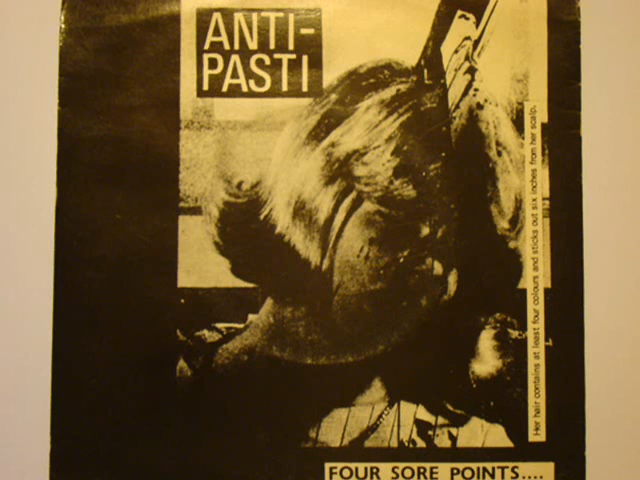 ANTI-
PASTI
Her hair contains at least four colours and sticks out six inches from her scalp.
FOUR SORE POINTS....